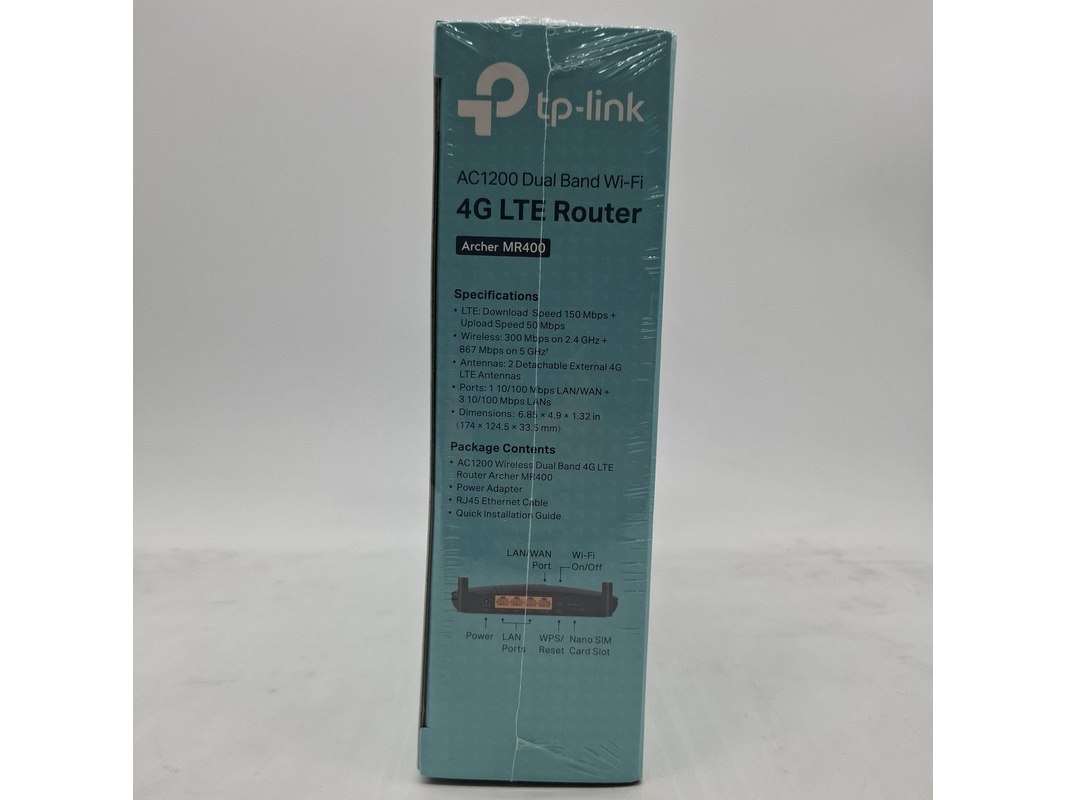 tp-link
AC1200 Dual Band Wi-Fi
4G LTE Router
Archer MR400
Specifications
• LTE: Download Speed 150 Mbps +
Upload Speed 50 Mbps
• Wireless: 300 Mbps on 2.4 GHz +
867 Mbps on 5 GHz†
• Antennas: 2 Detachable External 4G
LTE Antennas
• Ports: 1 10/100 Mbps LAN/WAN +
3 10/100 Mbps LANs
• Dimensions: 6.85 × 4.9 × 1.32 in
(174 × 124.5 × 33.5 mm)
Package Contents
• AC1200 Wireless Dual Band 4G LTE
Router Archer MR400
• Power Adapter
• RJ45 Ethernet Cable
• Quick Installation Guide
LAN/WAN Wi-Fi
Port On/Off
Power LAN WPS/ Nano SIM
Ports Reset Card Slot